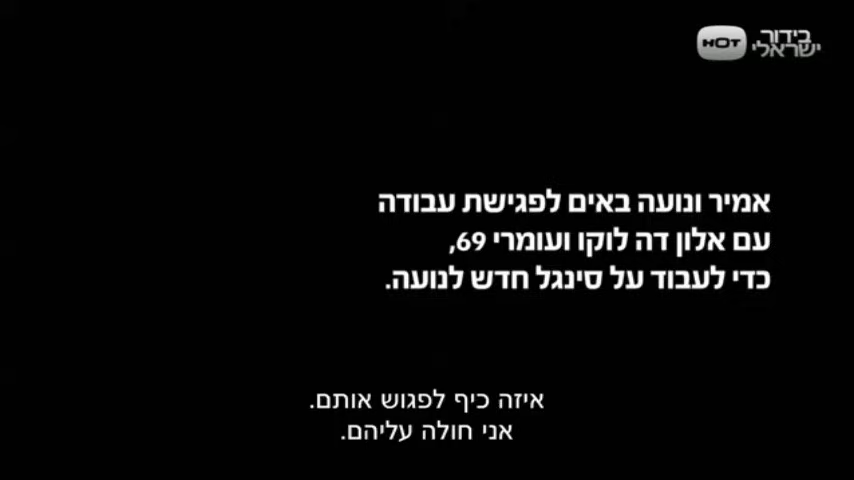 HOT
בידור
ישראלי
אמיר ונועה באים לפגישת עבודה
עם אלון דה לוקו ועומרי 69,
כדי לעבוד על סינגל חדש לנועה.
איזה כיף לפגוש אותם.
אני חולה עליהם.